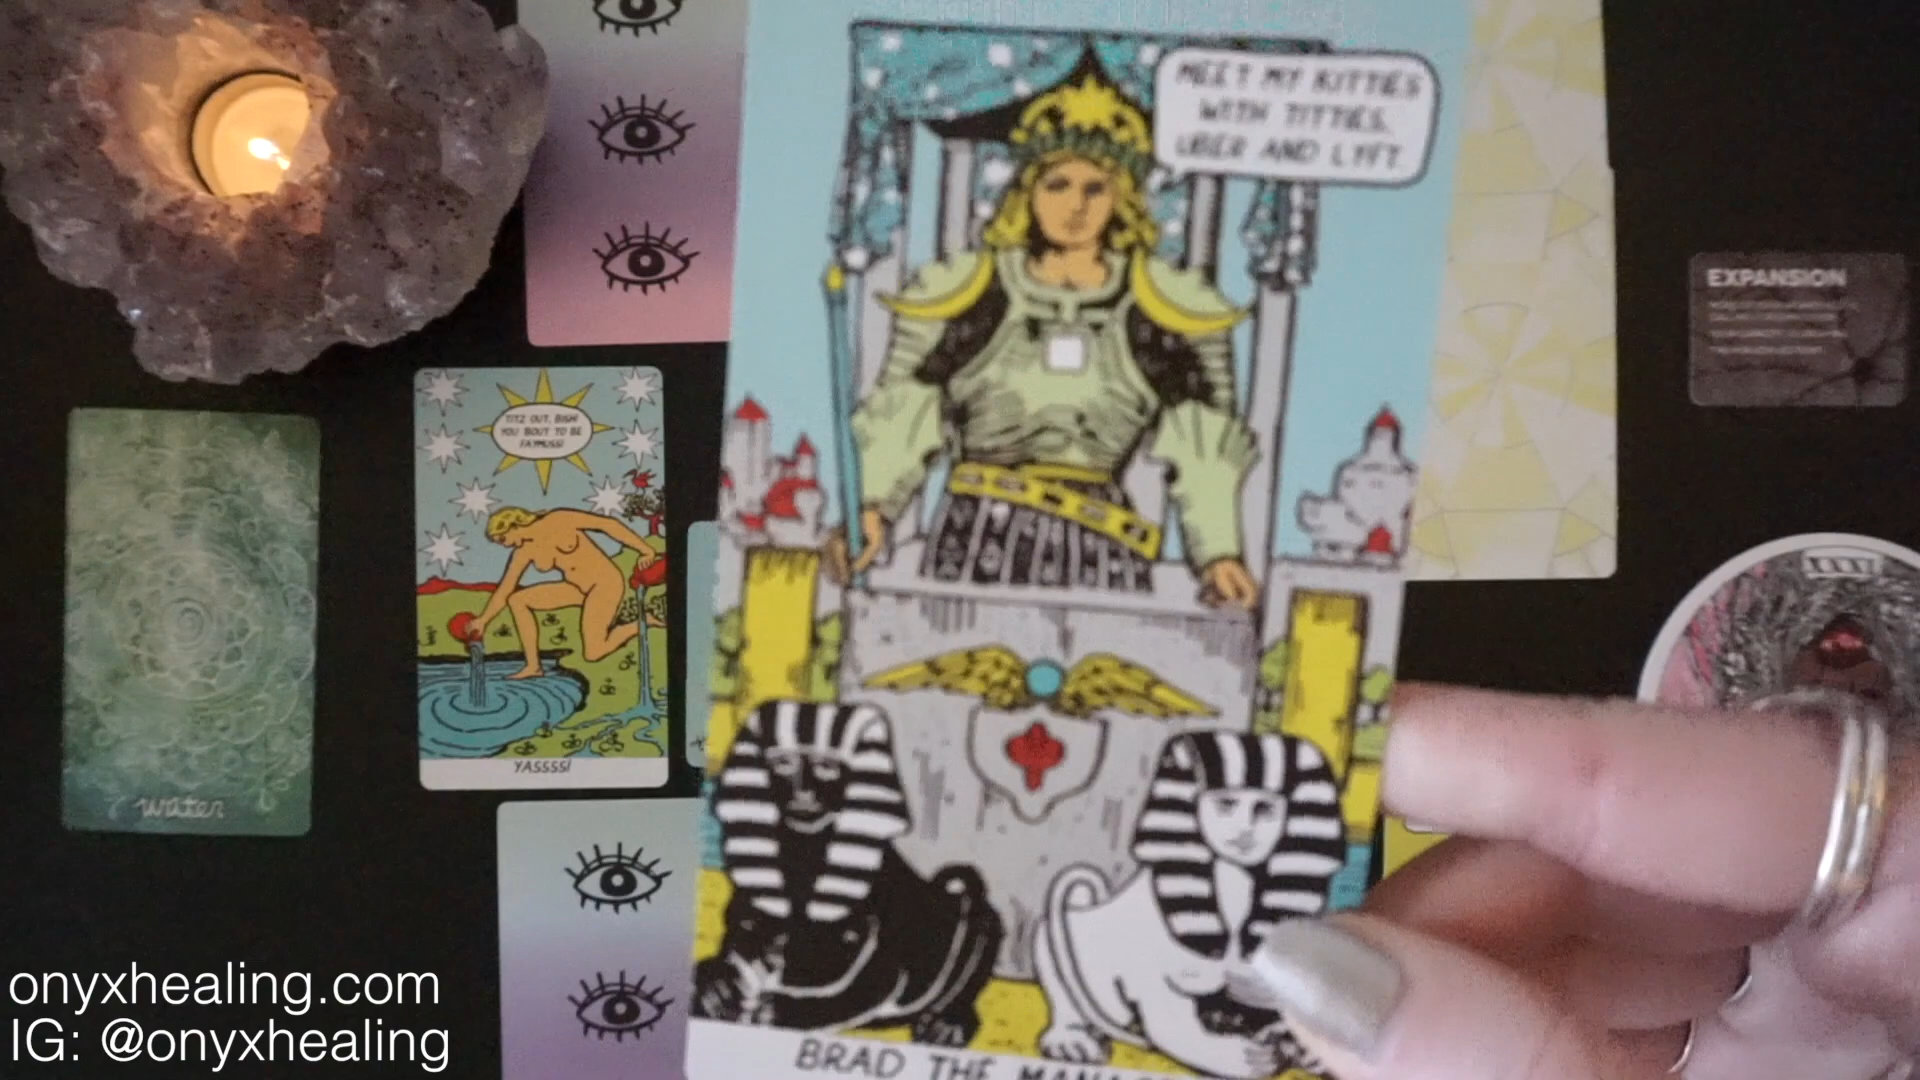 MEET MY KITTIES
WITH TITTIES,
UBER AND LYFT.
EXPANSION
TITZ OUT, BISH!
YOU BOUT TO BE
FAYMUSS!
YASSSS!
water
BRAD THE
onyxhealing.com
IG: @onyxhealing